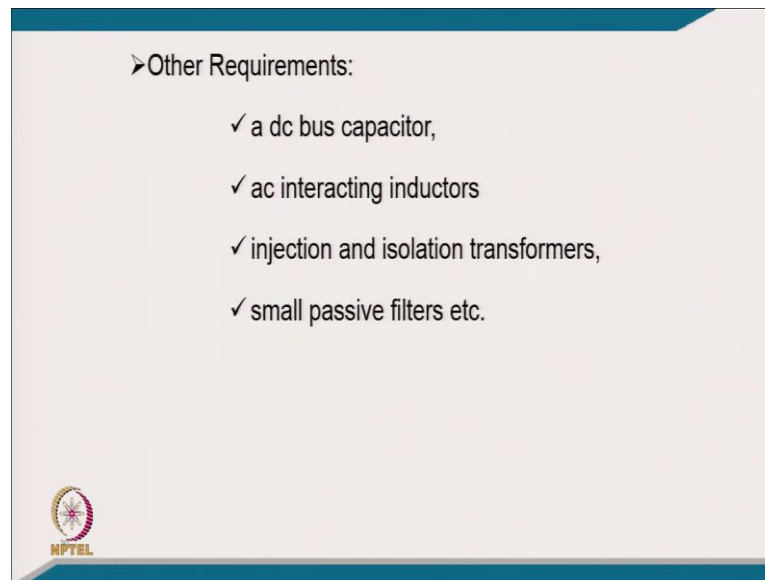 ➢Other Requirements:
✓ a dc bus capacitor,
✓ ac interacting inductors
✓ injection and isolation transformers,
✓ small passive filters etc.
NPTEL